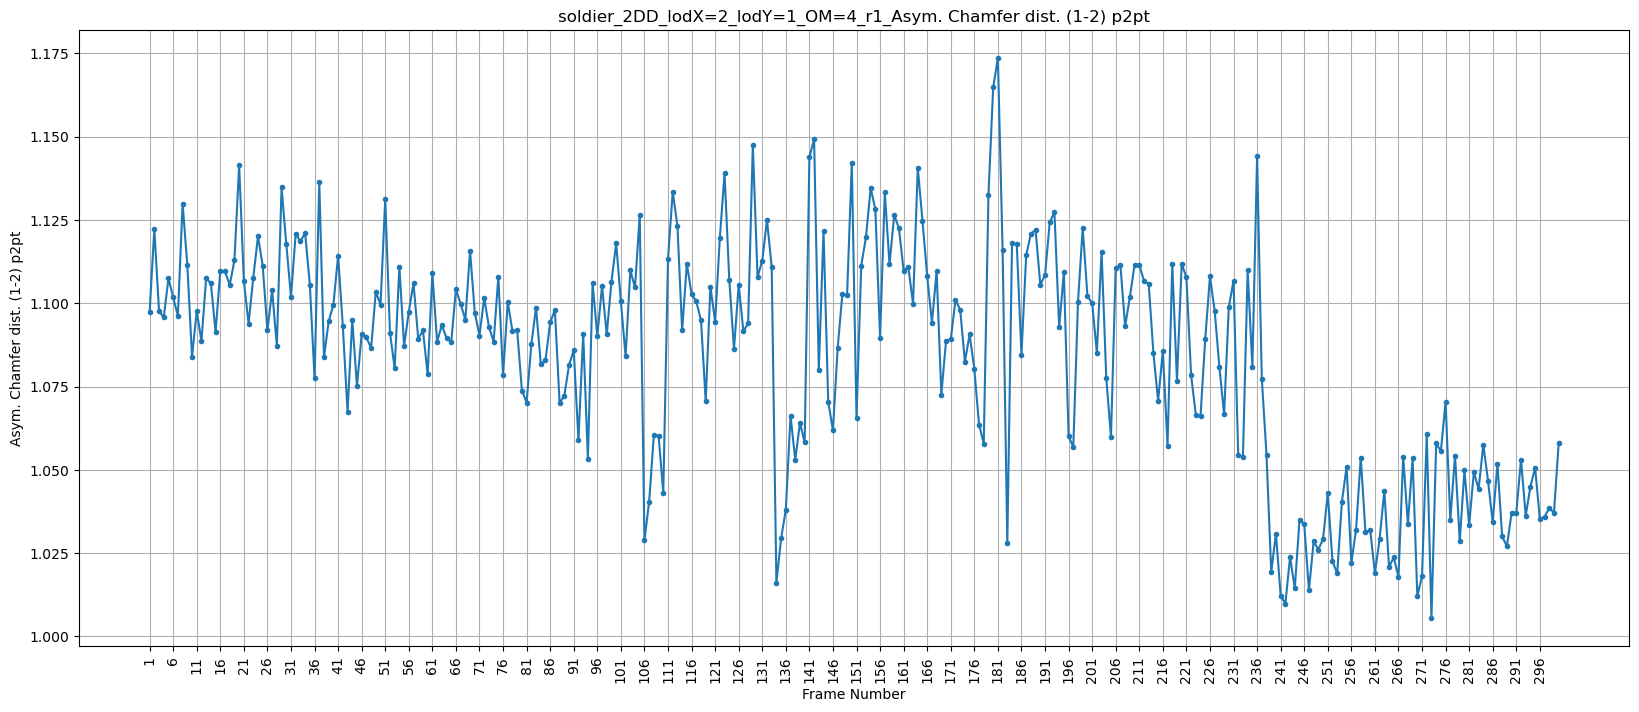 soldier_2DD_lodX=2_lodY=1_OM=4_r1_Asym. Chamfer dist. (1-2) p2pt
Asym. Chamfer dist. (1-2) p2pt
1.175
1.150
1.125
1.100
1.075
1.050
1.025
1.000
1 6 11 16 21 26 31 36 41 46 51 56 61 66 71 76 81 86 91 96 101 106 111 116 121 126 131 136 141 146 151 156 161 166 171 176 181 186 191 196 201 206 211 216 221 226 231 236 241 246 251 256 261 266 271 276 281 286 291 296
Frame Number